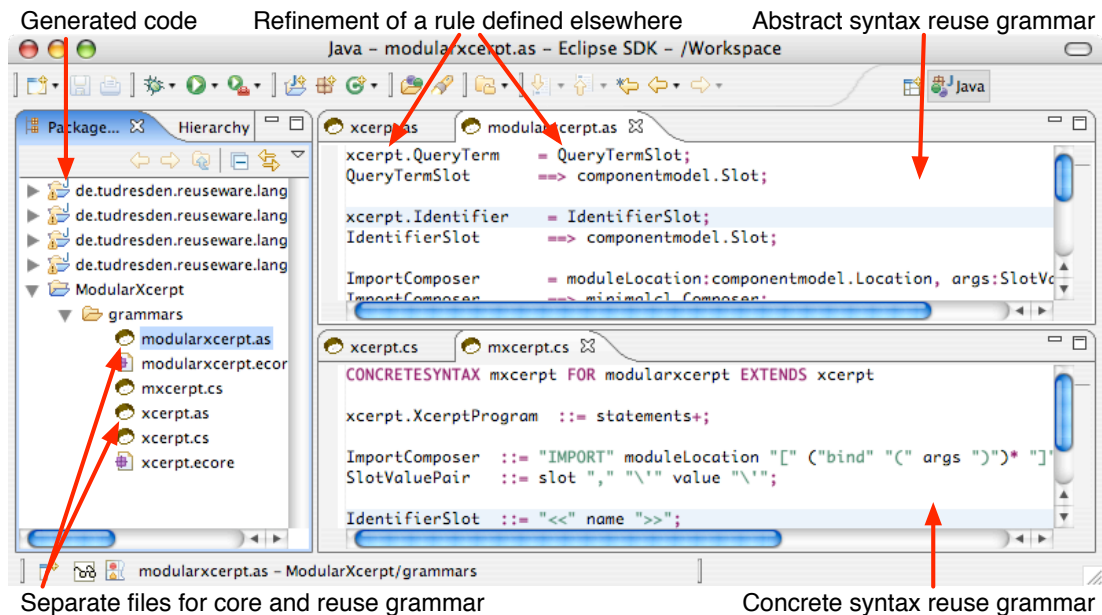 Generated code
Refinement of a rule defined elsewhere
Abstract syntax reuse grammar
Java – modularxcerpt.as – Eclipse SDK – /Workspace
Java
Package...
Hierarchy
de.tudresden.reuseware.lang
de.tudresden.reuseware.lang
de.tudresden.reuseware.lang
de.tudresden.reuseware.lang
ModularXcerpt
grammars
modularxcerpt.as
modularxcerpt.ecor
mxcerpt.cs
xcerpt.as
xcerpt.cs
xcerpt.ecore
xcerpt.as
modularxcerpt.as
xcerpt.QueryTerm = QueryTermSlot;
QueryTermSlot ==> componentmodel.Slot;
xcerpt.Identifier = IdentifierSlot;
IdentifierSlot ==> componentmodel.Slot;
ImportComposer = moduleLocation:componentmodel.Location, args:SlotVa
ImportComposer ==> minimalcl.Composer;
xcerpt.cs
mxcerpt.cs
CONCRETESYNTAX mxcerpt FOR modularxcerpt EXTENDS xcerpt
xcerpt.XcerptProgram ::= statements+;
ImportComposer ::= "IMPORT" moduleLocation "[" ("bind" "(" args ")")* "]"
SlotValuePair ::= slot "," "\'" value "\'";
IdentifierSlot ::= "<<" name ">>";
modularxcerpt.as – ModularXcerpt/grammars
Separate files for core and reuse grammar
Concrete syntax reuse grammar